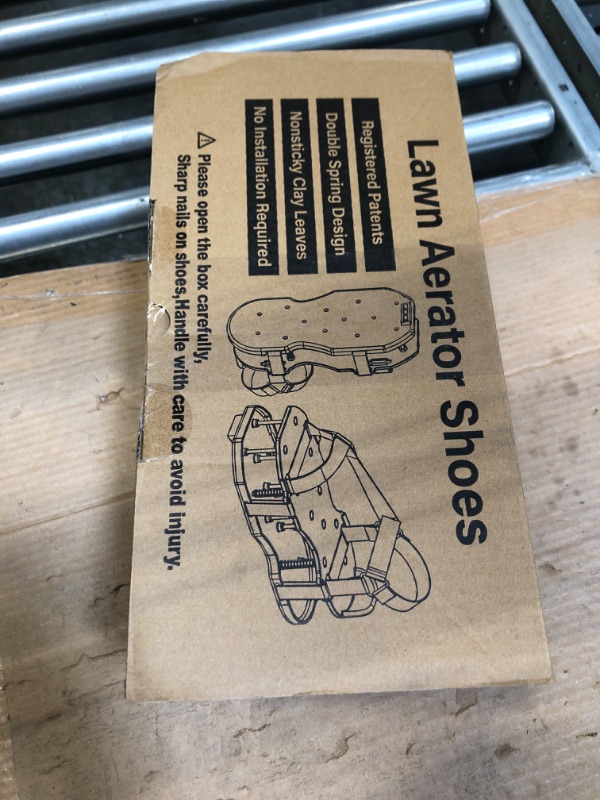 Lawn Aerator Shoes
Registered Patents
Double Spring Design
Nonsticky Clay Leaves
No Installation Required
⚠ Please open the box carefully,
Sharp nails on shoes,Handle with care to avoid injury.